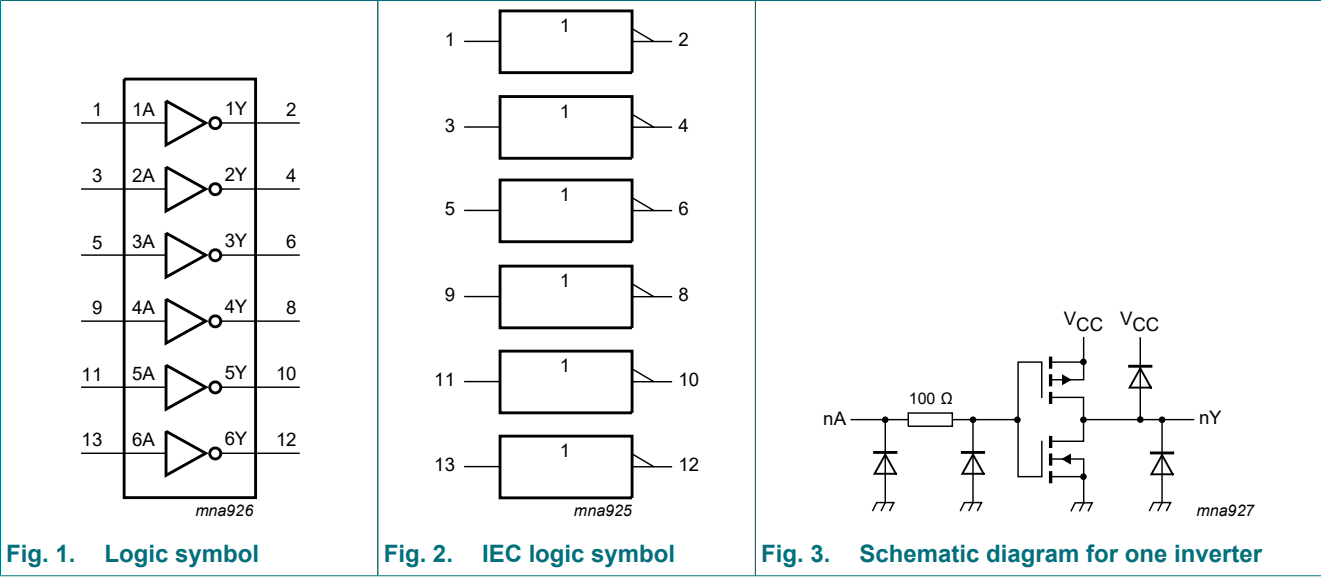 1 1A 1Y 2
3 2A 2Y 4
5 3A 3Y 6
9 4A 4Y 8
11 5A 5Y 10
13 6A 6Y 12
mna926
Fig. 1. Logic symbol
1 1 2
3 1 4
5 1 6
9 1 8
11 1 10
13 1 12
mna925
Fig. 2. IEC logic symbol
VCC VCC
100 Ω
nA nY
mna927
Fig. 3. Schematic diagram for one inverter